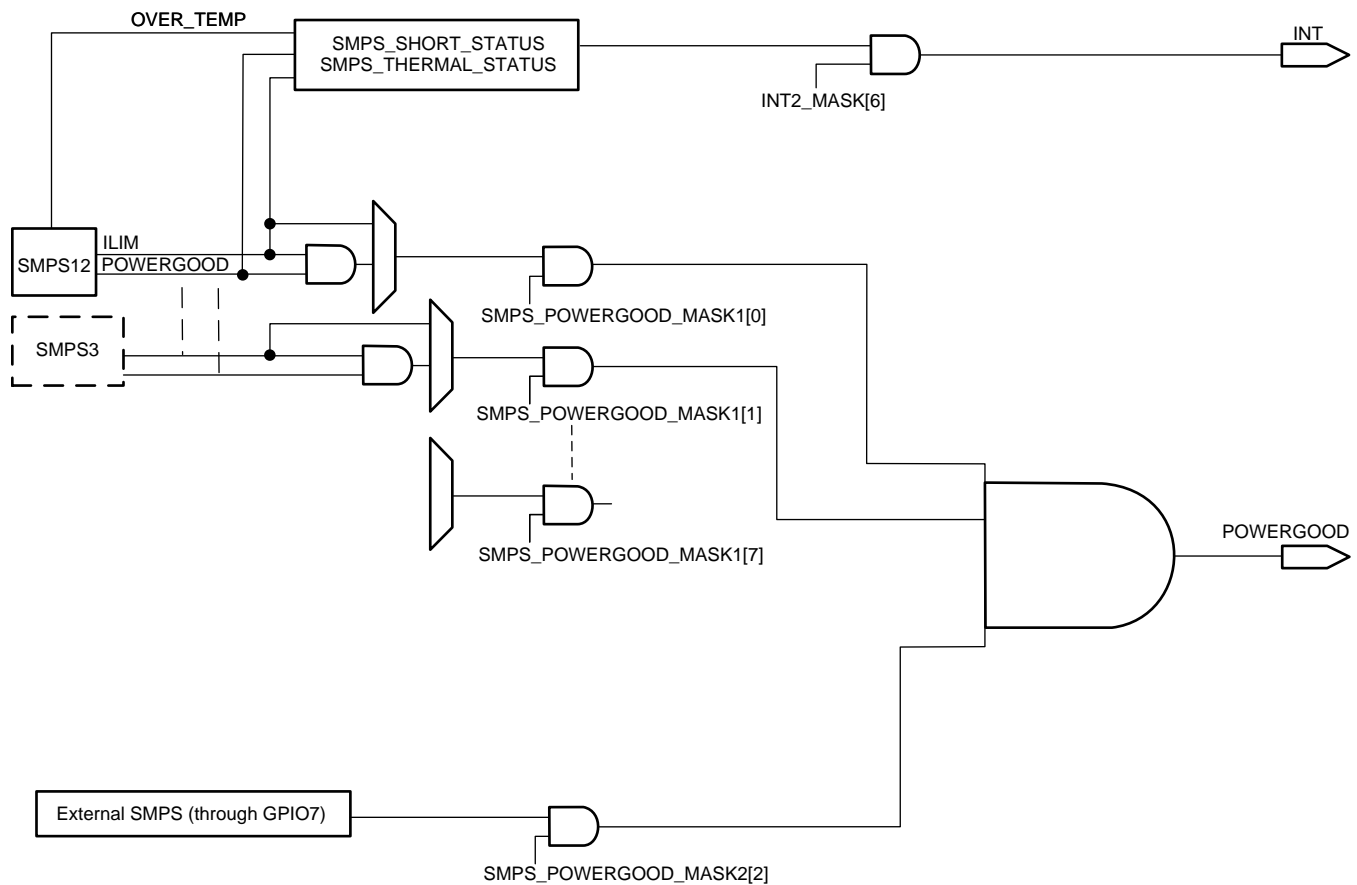 OVER_TEMP
INT
SMPS_SHORT_STATUS
SMPS_THERMAL_STATUS
INT2_MASK[6]
ILIM
SMPS12
POWERGOOD
SMPS_POWERGOOD_MASK1[0]
SMPS3
SMPS_POWERGOOD_MASK1[1]
SMPS_POWERGOOD_MASK1[7]
POWERGOOD
External SMPS (through GPIO7)
SMPS_POWERGOOD_MASK2[2]